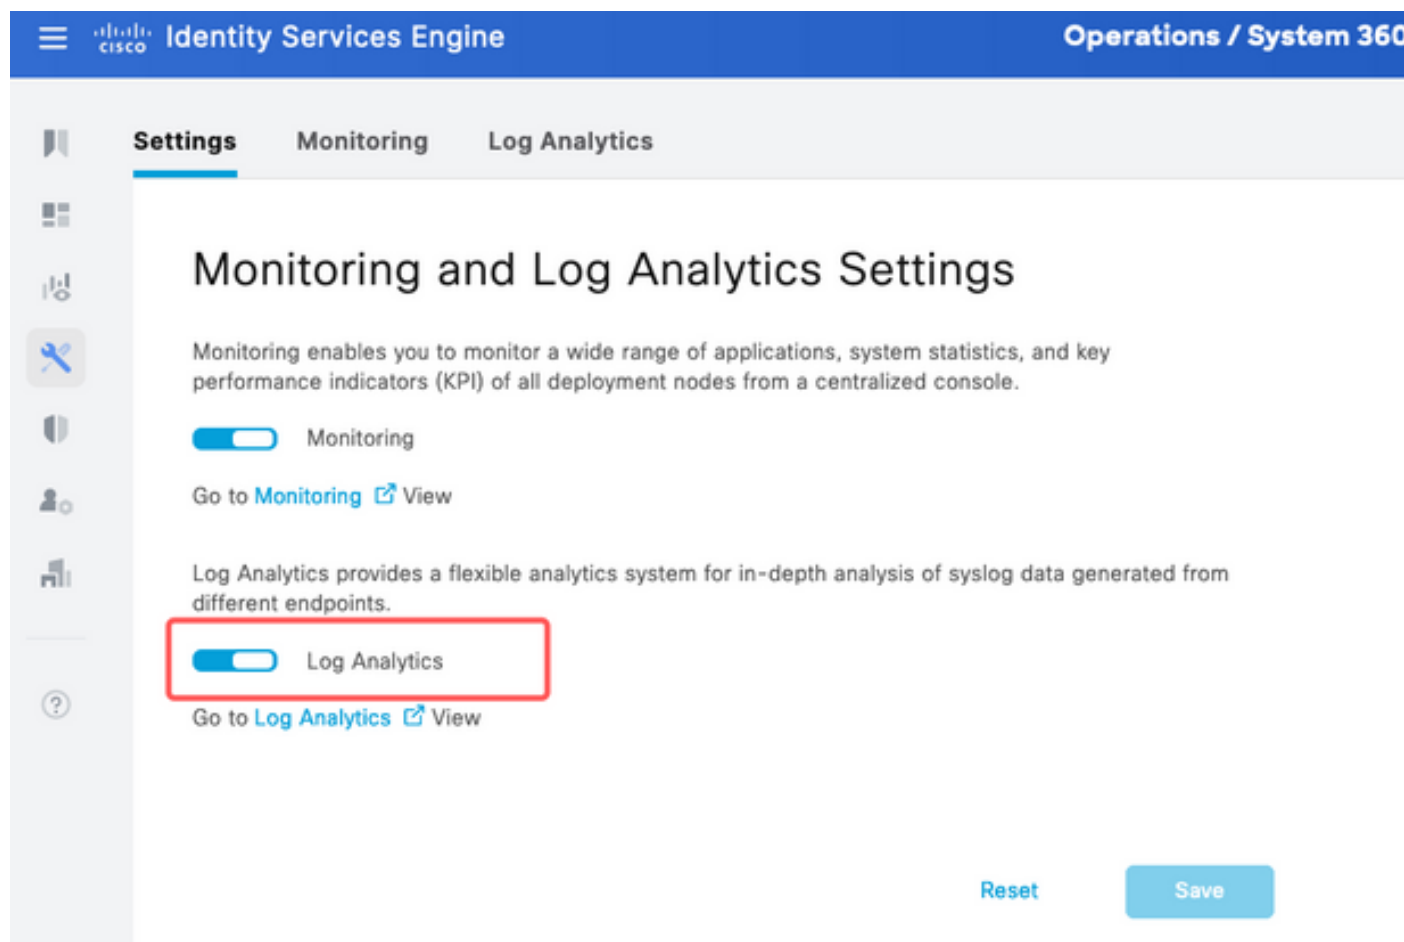 cisco Identity Services Engine
Operations / System 360
Settings Monitoring Log Analytics
Monitoring and Log Analytics Settings
Monitoring enables you to monitor a wide range of applications, system statistics, and key
performance indicators (KPI) of all deployment nodes from a centralized console.
Monitoring
Go to Monitoring View
Log Analytics provides a flexible analytics system for in-depth analysis of syslog data generated from
different endpoints.
Log Analytics
Go to Log Analytics View
?
Reset Save